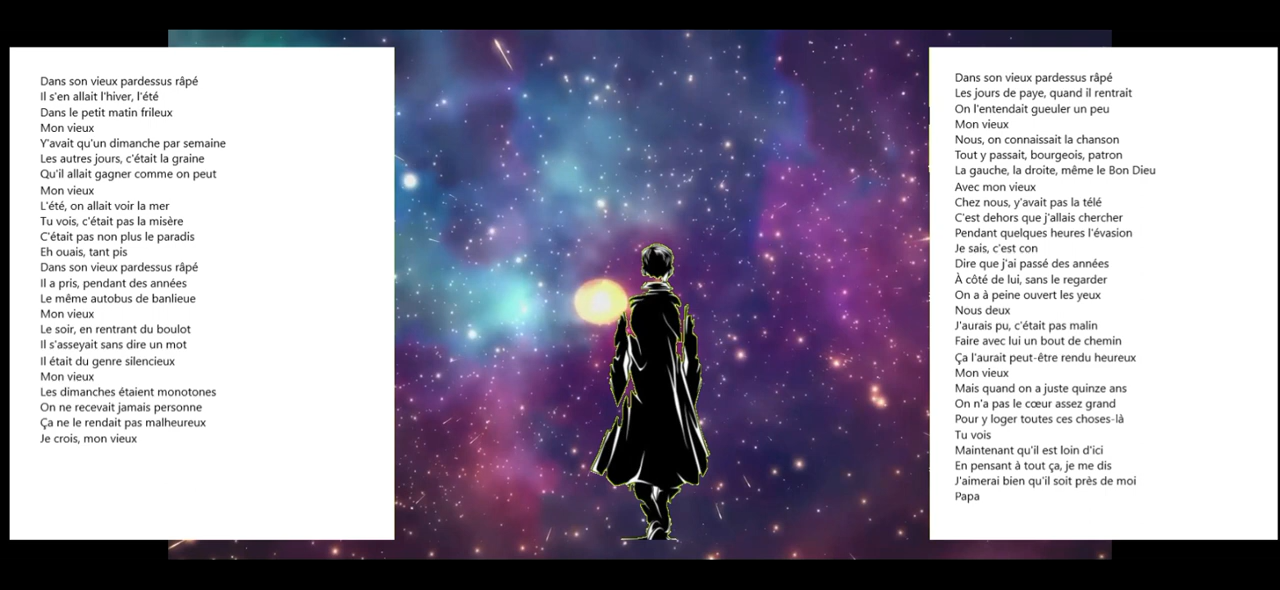 Dans son vieux pardessus râpé
Il s'en allait l'hiver, l'été
Dans le petit matin frileux
Mon vieux
Y'avait qu'un dimanche par semaine
Les autres jours, c'était la graine
Qu'il allait gagner comme on peut
Mon vieux
L'été, on allait voir la mer
Tu vois, c'était pas la misère
C'était pas non plus le paradis
Eh ouais, tant pis
Dans son vieux pardessus râpé
Il a pris, pendant des années
Le même autobus de banlieue
Mon vieux
Le soir, en rentrant du boulot
Il s'asseyait sans dire un mot
Il était du genre silencieux
Mon vieux
Les dimanches étaient monotones
On ne recevait jamais personne
Ça ne le rendait pas malheureux
Je crois, mon vieux
Dans son vieux pardessus râpé
Les jours de paye, quand il rentrait
On l'entendait gueuler un peu
Mon vieux
Nous, on connaissait la chanson
Tout y passait, bourgeois, patron
La gauche, la droite, même le Bon Dieu
Avec mon vieux
Chez nous, y'avait pas la télé
C'est dehors que j'allais chercher
Pendant quelques heures l'évasion
Je sais, c'est con
Dire que j'ai passé des années
À côté de lui, sans le regarder
On a à peine ouvert les yeux
Nous deux
J'aurais pu, c'était pas malin
Faire avec lui un bout de chemin
Ça l'aurait peut-être rendu heureux
Mon vieux
Mais quand on a juste quinze ans
On n'a pas le cœur assez grand
Pour y loger toutes ces choses-là
Tu vois
Maintenant qu'il est loin d'ici
En pensant à tout ça, je me dis
J'aimerai bien qu'il soit près de moi
Papa